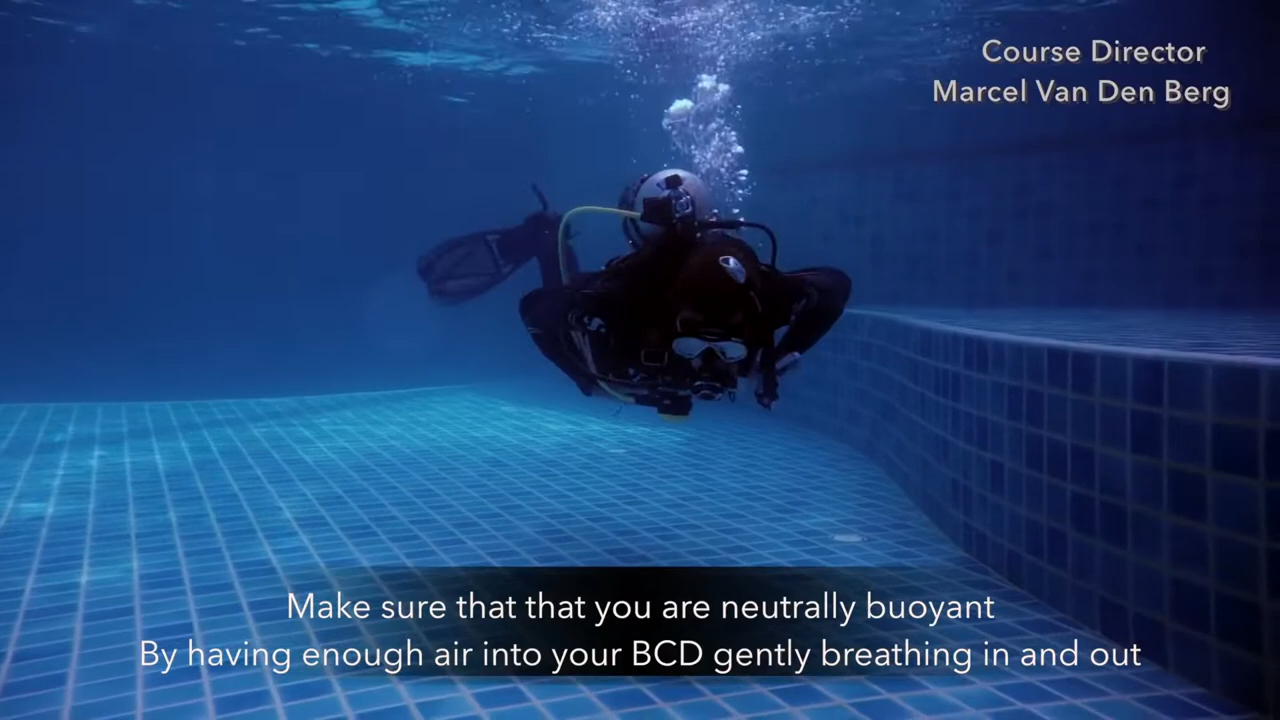 Course Director
Marcel Van Den Berg
Make sure that that you are neutrally buoyant
By having enough air into your BCD gently breathing in and out